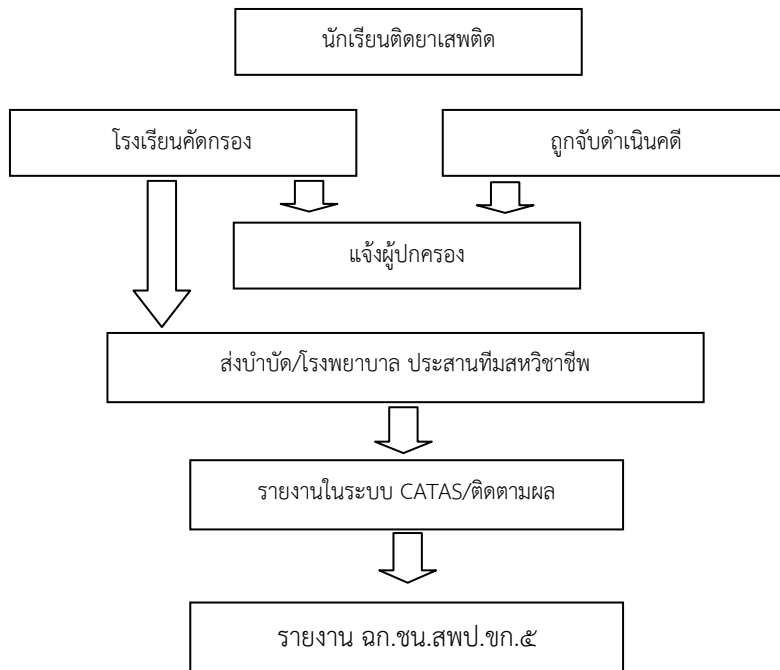 นักเรียนติดยาเสพติด
โรงเรียนคัดกรอง
ถูกจับดำเนินคดี
แจ้งผู้ปกครอง
ส่งบำบัด/โรงพยาบาล ประสานทีมสหวิชาชีพ
รายงานในระบบ CATAS/ติดตามผล
รายงาน ฉก.ชน.สพป.ขก.๕